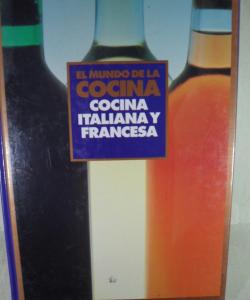 EL MUNDO DE LA
COCINA
COCINA
ITALIANA Y
FRANCESA